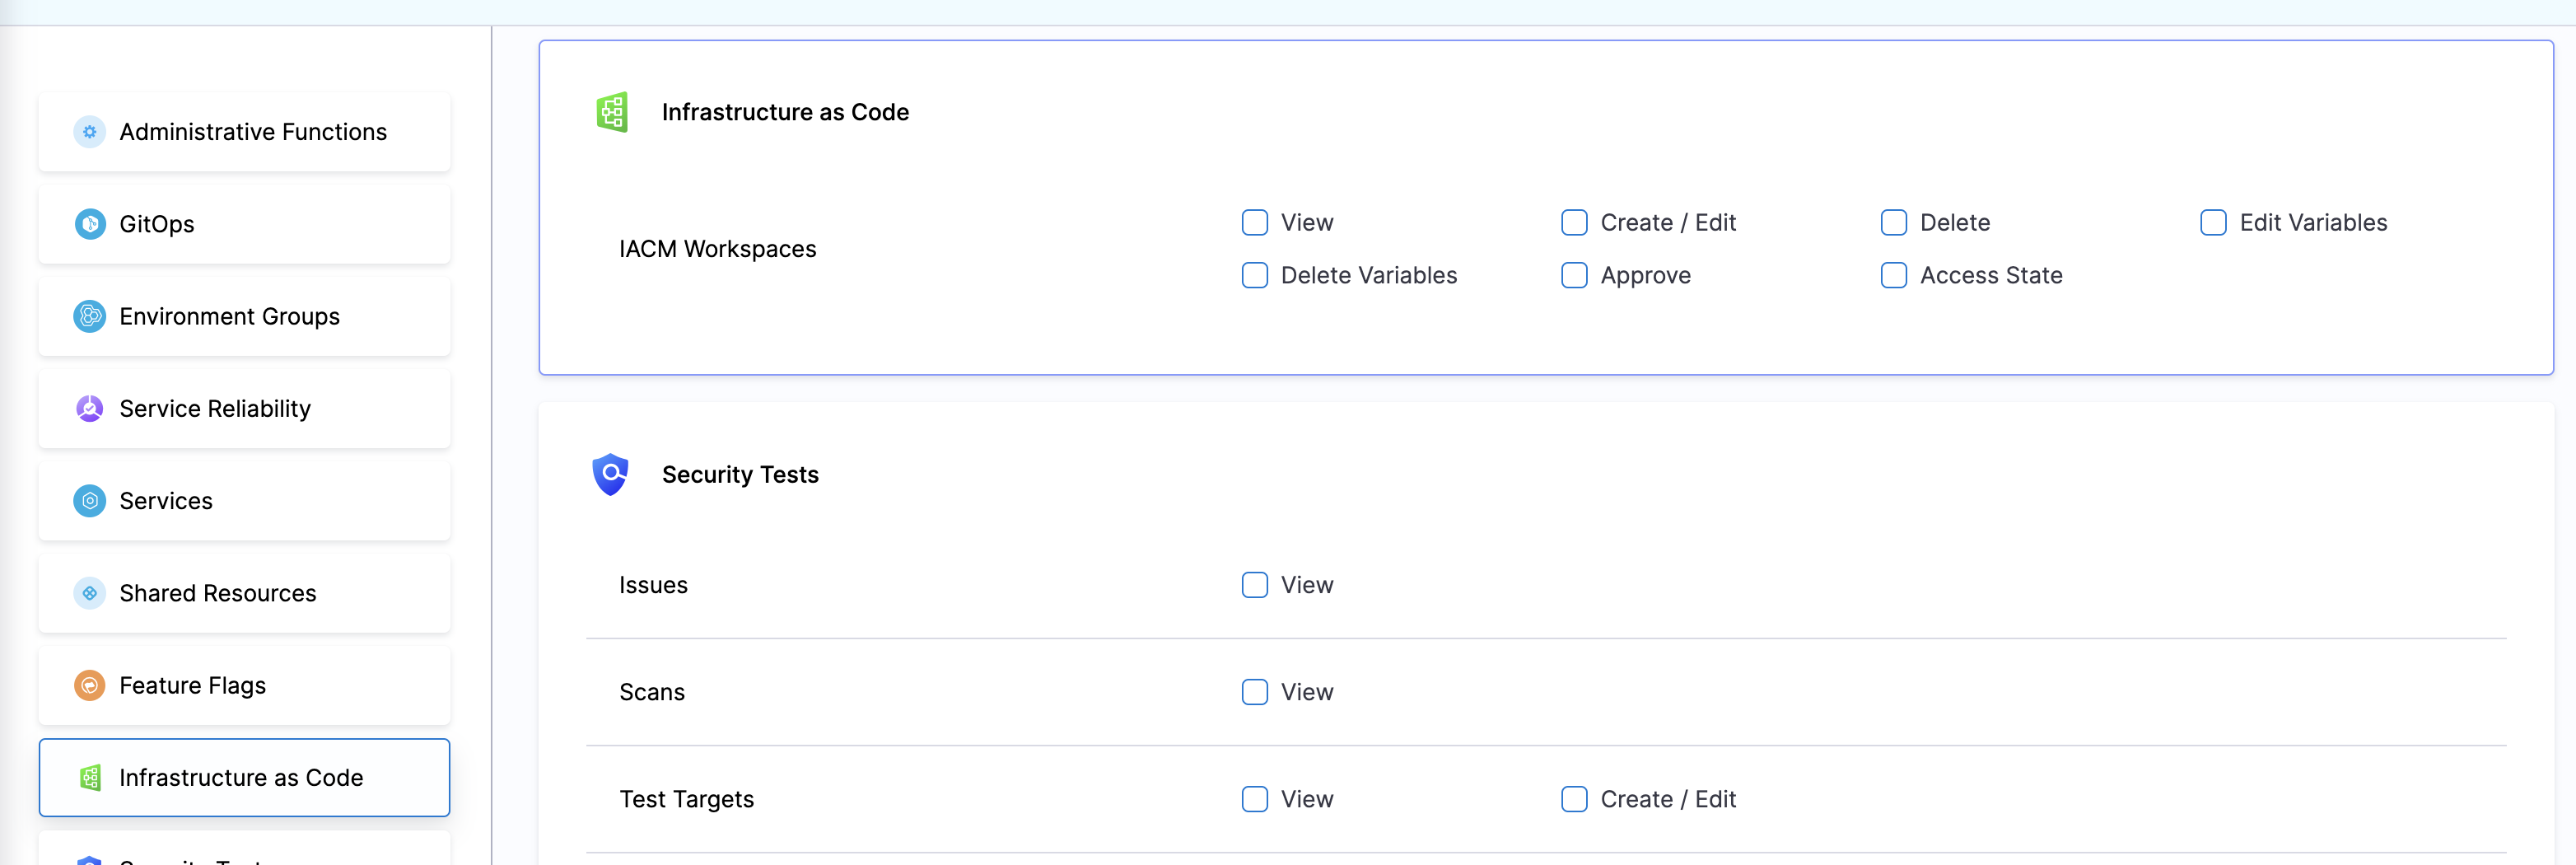 Administrative Functions
GitOps
Environment Groups
Service Reliability
Services
Shared Resources
Feature Flags
Infrastructure as Code
Infrastructure as Code
IACM Workspaces
View
Create / Edit
Delete
Edit Variables
Delete Variables
Approve
Access State
Security Tests
Issues
View
Scans
View
Test Targets
View
Create / Edit